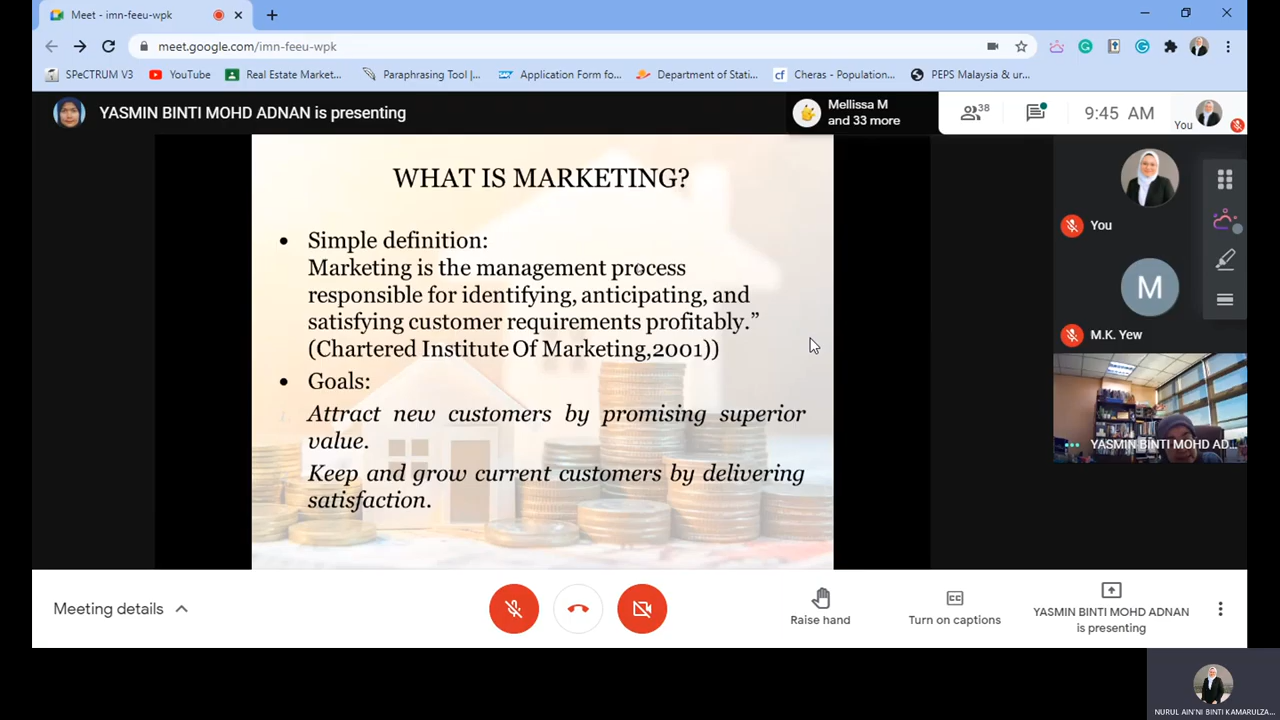 Meet - imn-feeu-wpk
meet.google.com/imn-feeu-wpk
SPeCTRUM V3 YouTube Real Estate Market... Paraphrasing Tool |... Application Form fo... Department of Stati... Cheras - Population... PEPS Malaysia & ur...
YASMIN BINTI MOHD ADNAN is presenting
Mellissa M
and 33 more
38
9:45 AM
You
WHAT IS MARKETING?
• Simple definition:
Marketing is the management process
responsible for identifying, anticipating, and
satisfying customer requirements profitably.”
(Chartered Institute Of Marketing,2001))
• Goals:
1. Attract new customers by promising superior
value.
Keep and grow current customers by delivering
satisfaction.
You
M
M.K. Yew
YASMIN BINTI MOHD AD...
Meeting details
Raise hand
CC
Turn on captions
YASMIN BINTI MOHD ADNAN
is presenting
NURUL AIN'NI BINTI KAMARULZA...